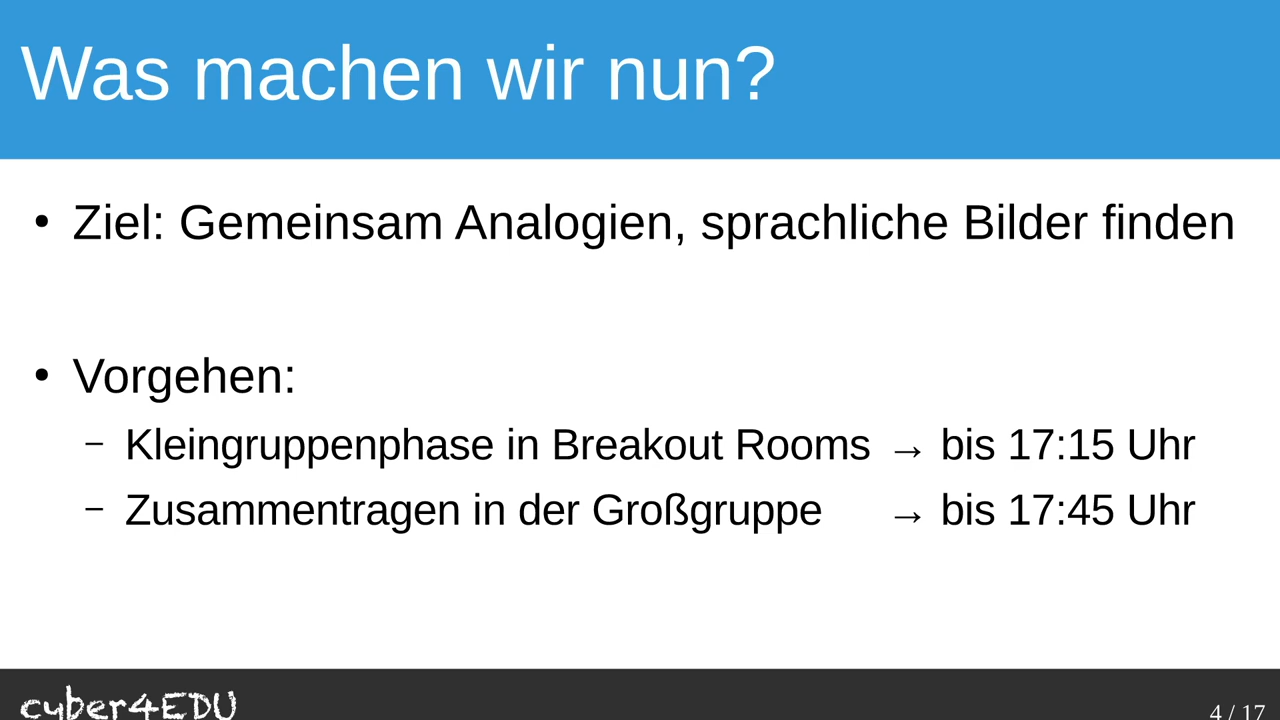 Was machen wir nun?
• Ziel: Gemeinsam Analogien, sprachliche Bilder finden
• Vorgehen:
– Kleingruppenphase in Breakout Rooms → bis 17:15 Uhr
– Zusammentragen in der Großgruppe → bis 17:45 Uhr
cyber4EDU
4 / 17